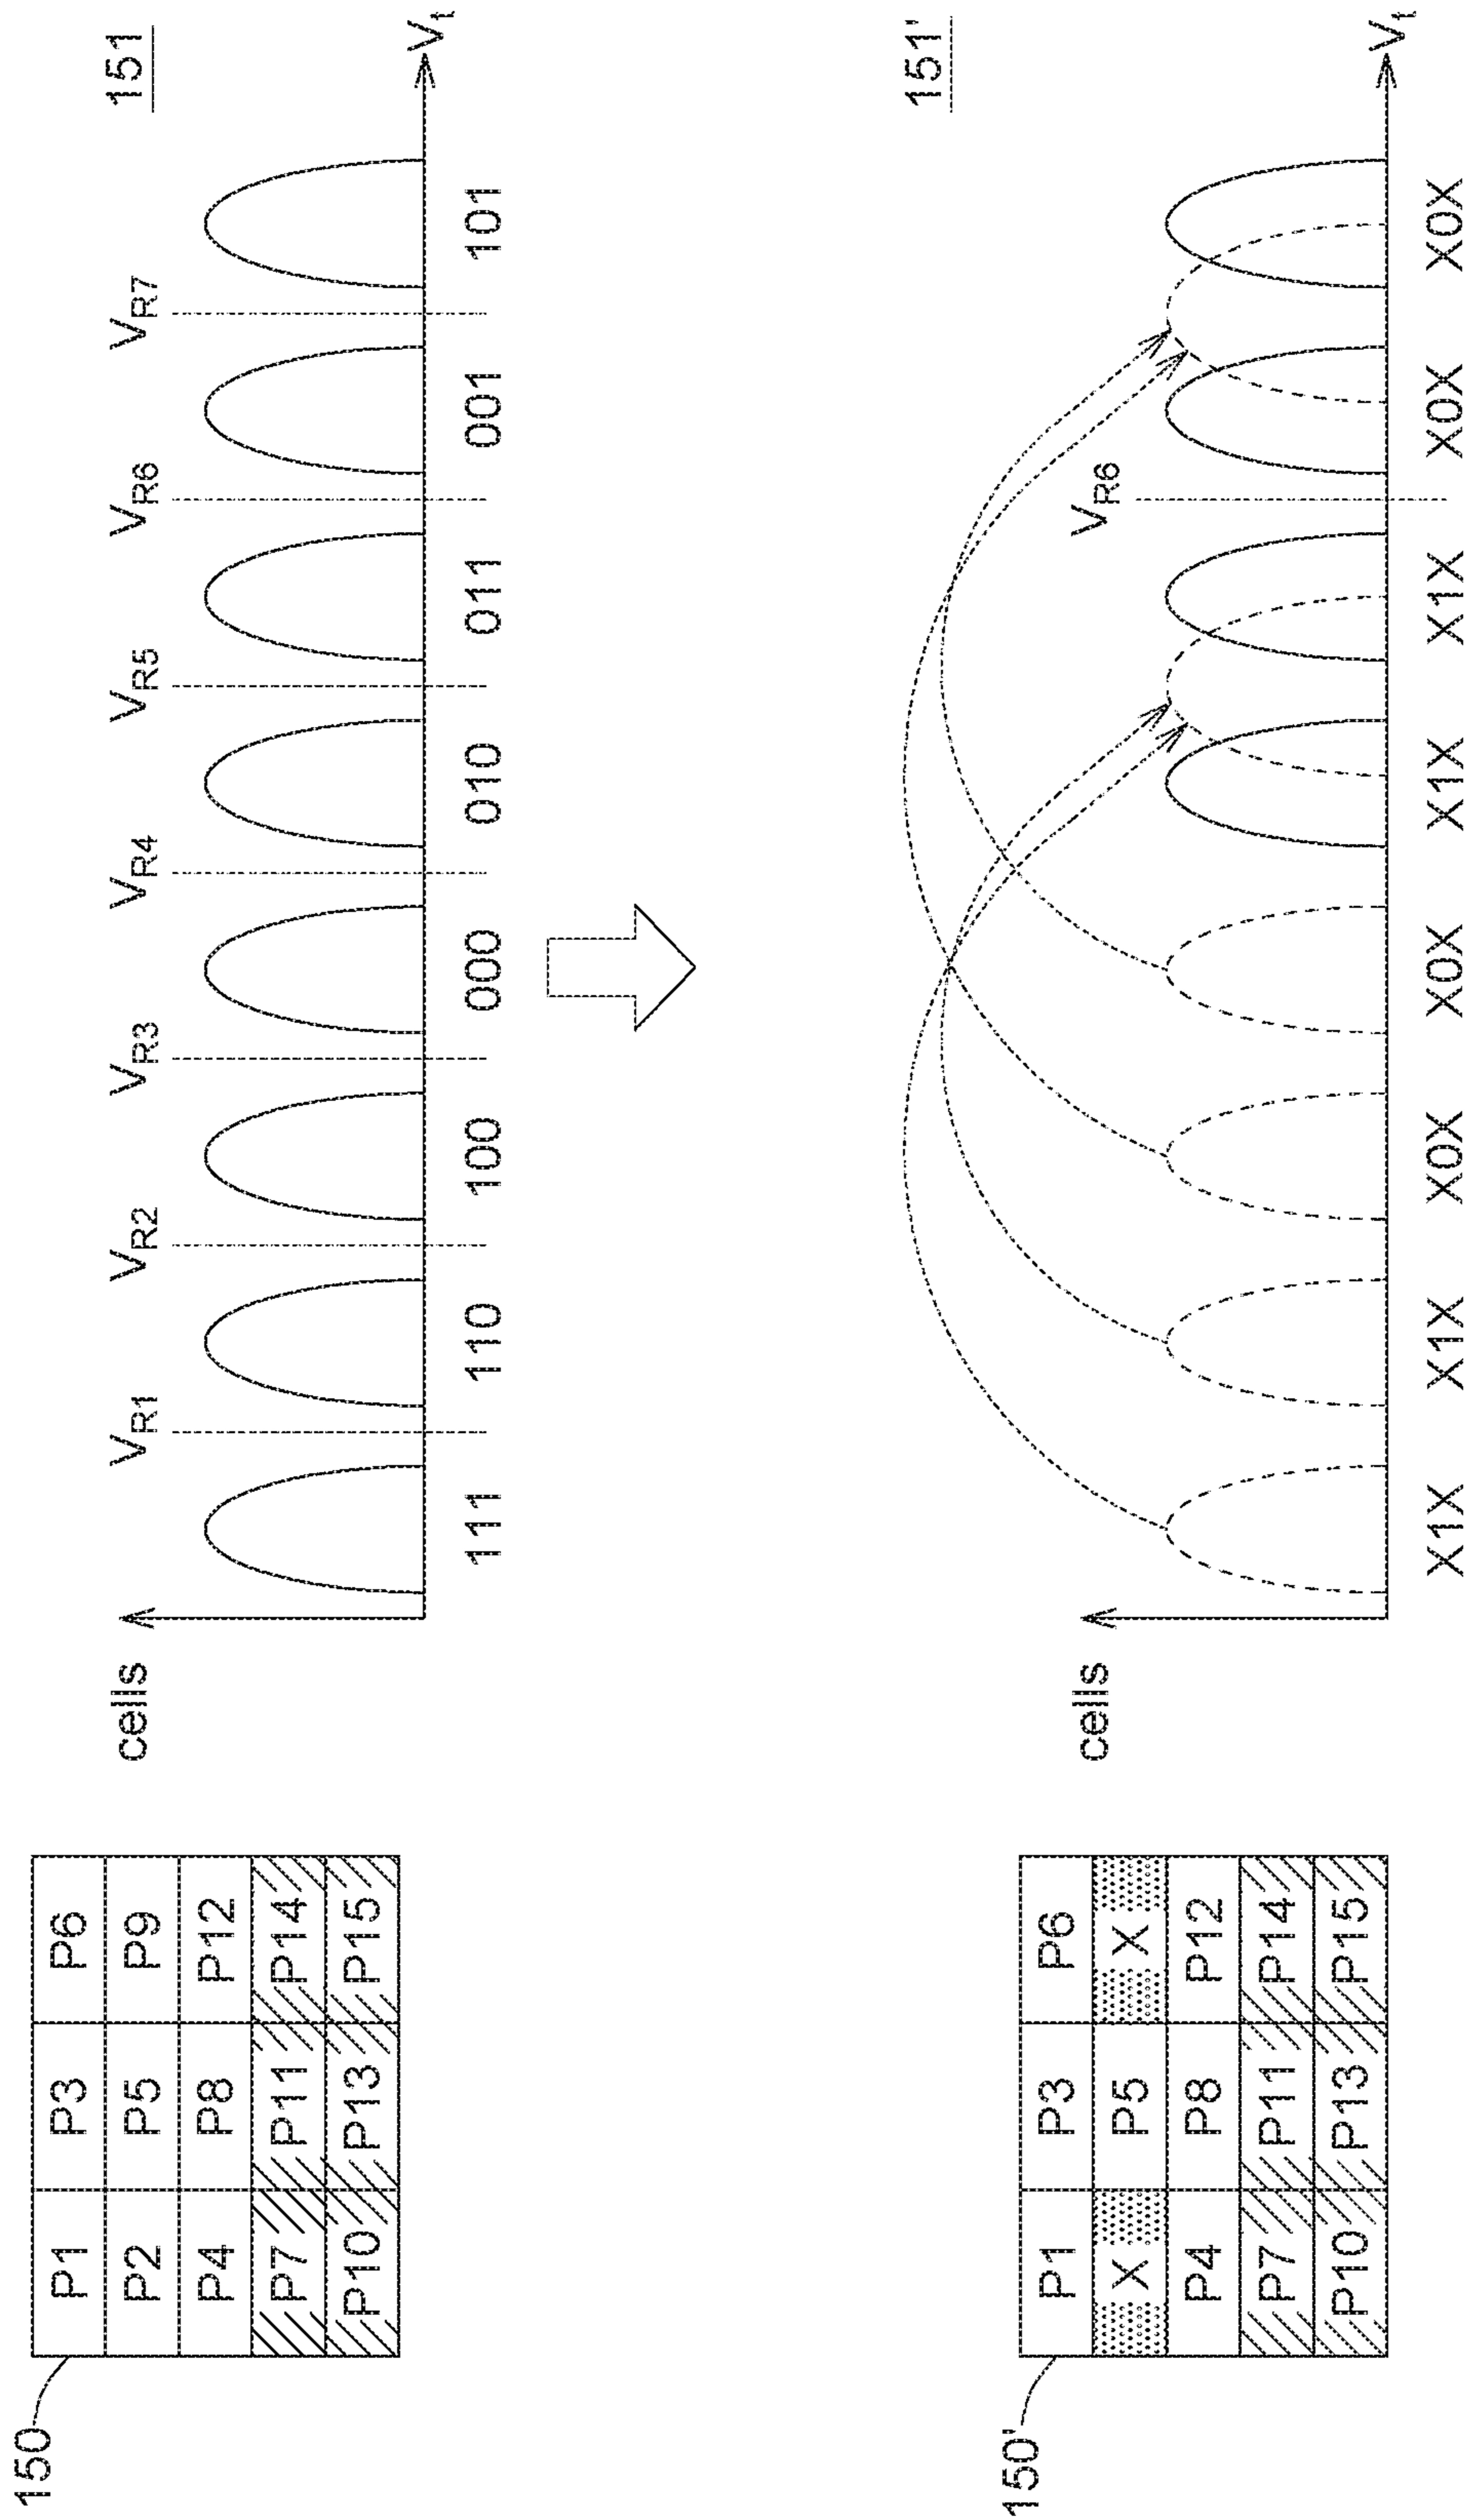 150
P1 P3 P6
P2 P5 P9
P4 P8 P12
P7 P11 P14
P10 P13 P15
cells
151
VR1 VR2 VR3 VR4 VR5 VR6 VR7
Vt
111 110 100 000 010 011 001 101
150'
P1 P3 P6
X P5 X
P4 P8 P12
P7 P11 P14
P10 P13 P15
cells
151'
VR6
Vt
X1X X1X X0X X0X X1X X1X X0X X0X